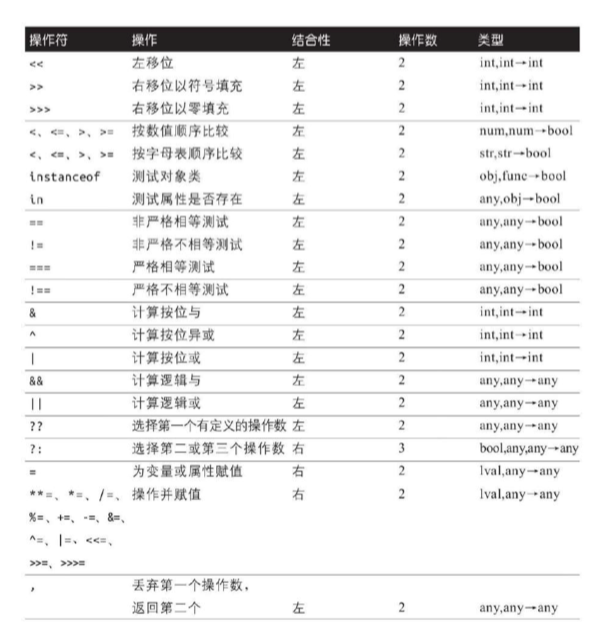 操作符 操作 结合性 操作数 类型
<< 左移位 左 2 int,int→int
>> 右移位以符号填充 左 2 int,int→int
>>> 右移位以零填充 左 2 int,int→int
<、<=、>、>= 按数值顺序比较 左 2 num,num→bool
<、<=、>、>= 按字母表顺序比较 左 2 str,str→bool
instanceof 测试对象类 左 2 obj,func→bool
in 测试属性是否存在 左 2 any,obj→bool
== 非严格相等测试 左 2 any,any→bool
!= 非严格不相等测试 左 2 any,any→bool
=== 严格相等测试 左 2 any,any→bool
!== 严格不相等测试 左 2 any,any→bool
& 计算按位与 左 2 int,int→int
^ 计算按位异或 左 2 int,int→int
| 计算按位或 左 2 int,int→int
&& 计算逻辑与 左 2 any,any→any
|| 计算逻辑或 左 2 any,any→any
?? 选择第一个有定义的操作数 左 2 any,any→any
?: 选择第二或第三个操作数 右 3 bool,any,any→any
= 为变量或属性赋值 右 2 lval,any→any
**=、*=、/=、 操作并赋值 右 2 lval,any→any
%=、+=、-=、&=、
^=、|=、<<=、
>>=、>>>=
, 丢弃第一个操作数，
返回第二个 左 2 any,any→any